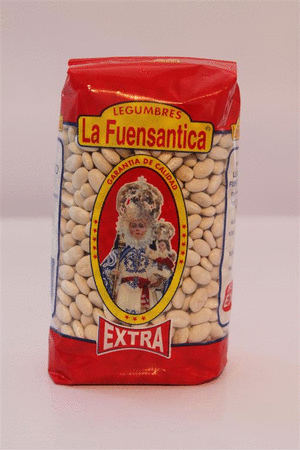 LEGUMBRES
La Fuensantica®
GARANTIA DE CALIDAD
EXTRA